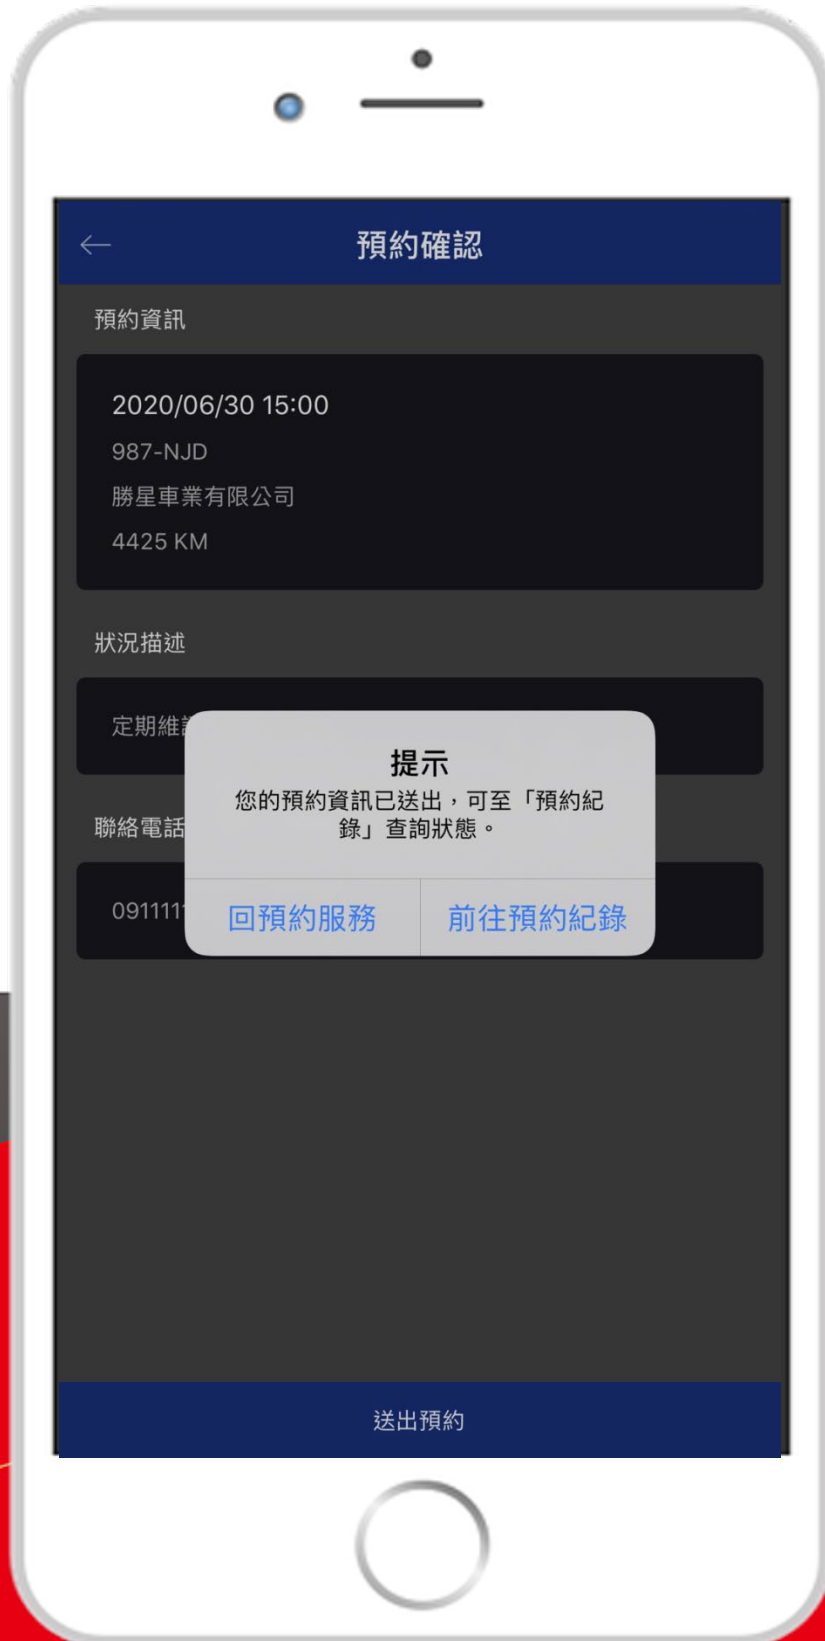 預約確認
預約資訊
2020/06/30 15:00
987-NJD
勝星車業有限公司
4425 KM
狀況描述
定期維
提示
您的預約資訊已送出，可至「預約紀
錄」查詢狀態。
聯絡電話
091111
回預約服務
前往預約紀錄
送出預約